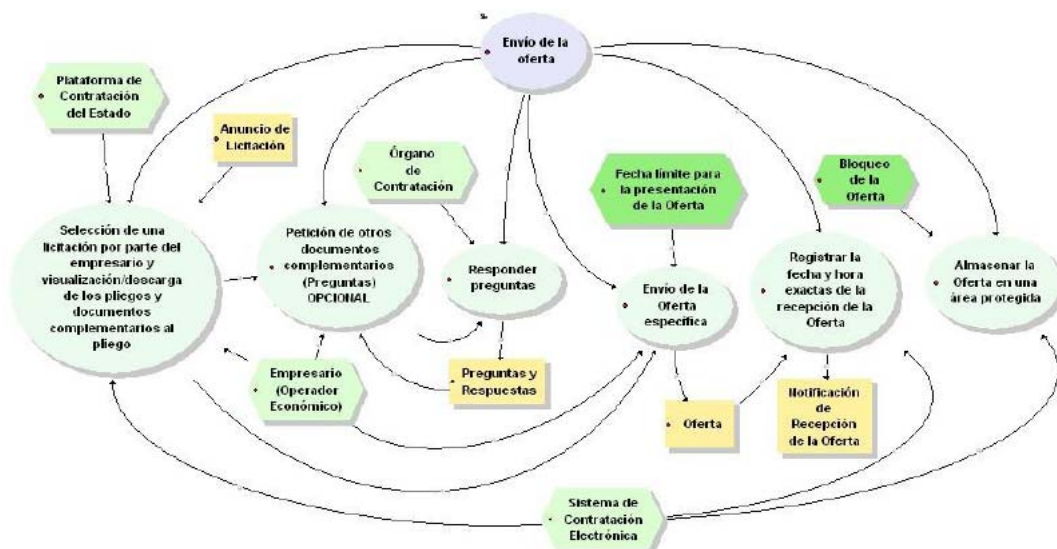 Envío de la
oferta
Plataforma de
Contratación
del Estado
Anuncio de
Licitación
Órgano
de
Contratación
Fecha límite para
la presentación
de la Oferta
Bloqueo
de la
Oferta
Selección de una
licitación por parte del
empresario y
visualización/descarga
de los pliegos y
documentos
complementarios al
pliego
Petición de otros
documentos
complementarios
(Preguntas)
OPCIONAL
Responder
preguntas
Envío de la
Oferta
específica
Registrar la
fecha y hora
exactas de la
recepción de la
Oferta
Almacenar la
Oferta en una
área protegida
Empresario
(Operador
Económico)
Preguntas y
Respuestas
Oferta
Notificación
de
Recepción
de la Oferta
Sistema de
Contratación
Electrónica